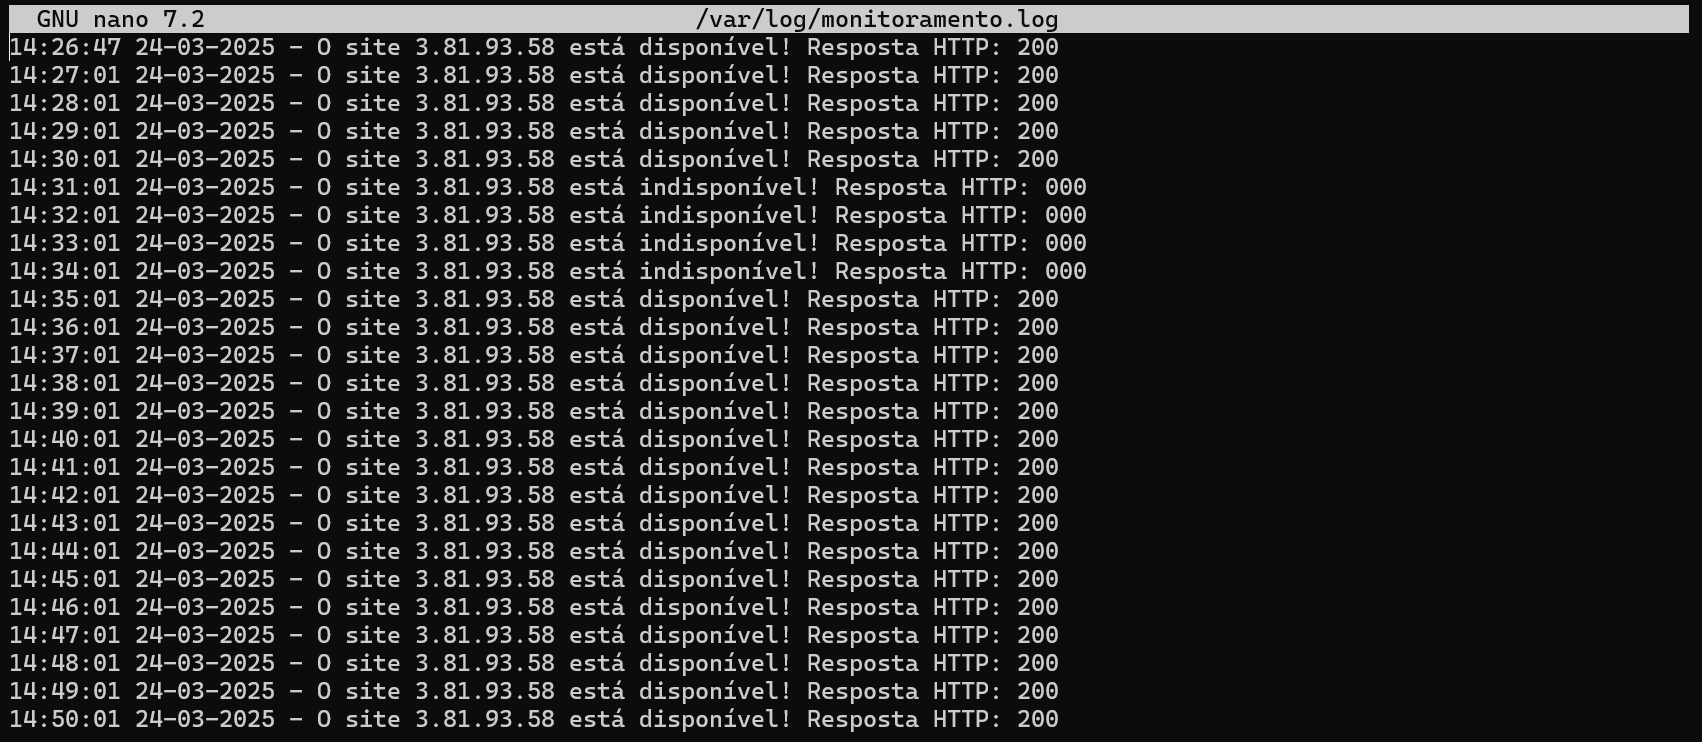 GNU nano 7.2 /var/log/monitoramento.log
14:26:47 24-03-2025 - O site 3.81.93.58 está disponível! Resposta HTTP: 200
14:27:01 24-03-2025 - O site 3.81.93.58 está disponível! Resposta HTTP: 200
14:28:01 24-03-2025 - O site 3.81.93.58 está disponível! Resposta HTTP: 200
14:29:01 24-03-2025 - O site 3.81.93.58 está disponível! Resposta HTTP: 200
14:30:01 24-03-2025 - O site 3.81.93.58 está disponível! Resposta HTTP: 200
14:31:01 24-03-2025 - O site 3.81.93.58 está indisponível! Resposta HTTP: 000
14:32:01 24-03-2025 - O site 3.81.93.58 está indisponível! Resposta HTTP: 000
14:33:01 24-03-2025 - O site 3.81.93.58 está indisponível! Resposta HTTP: 000
14:34:01 24-03-2025 - O site 3.81.93.58 está indisponível! Resposta HTTP: 000
14:35:01 24-03-2025 - O site 3.81.93.58 está disponível! Resposta HTTP: 200
14:36:01 24-03-2025 - O site 3.81.93.58 está disponível! Resposta HTTP: 200
14:37:01 24-03-2025 - O site 3.81.93.58 está disponível! Resposta HTTP: 200
14:38:01 24-03-2025 - O site 3.81.93.58 está disponível! Resposta HTTP: 200
14:39:01 24-03-2025 - O site 3.81.93.58 está disponível! Resposta HTTP: 200
14:40:01 24-03-2025 - O site 3.81.93.58 está disponível! Resposta HTTP: 200
14:41:01 24-03-2025 - O site 3.81.93.58 está disponível! Resposta HTTP: 200
14:42:01 24-03-2025 - O site 3.81.93.58 está disponível! Resposta HTTP: 200
14:43:01 24-03-2025 - O site 3.81.93.58 está disponível! Resposta HTTP: 200
14:44:01 24-03-2025 - O site 3.81.93.58 está disponível! Resposta HTTP: 200
14:45:01 24-03-2025 - O site 3.81.93.58 está disponível! Resposta HTTP: 200
14:46:01 24-03-2025 - O site 3.81.93.58 está disponível! Resposta HTTP: 200
14:47:01 24-03-2025 - O site 3.81.93.58 está disponível! Resposta HTTP: 200
14:48:01 24-03-2025 - O site 3.81.93.58 está disponível! Resposta HTTP: 200
14:49:01 24-03-2025 - O site 3.81.93.58 está disponível! Resposta HTTP: 200
14:50:01 24-03-2025 - O site 3.81.93.58 está disponível! Resposta HTTP: 200